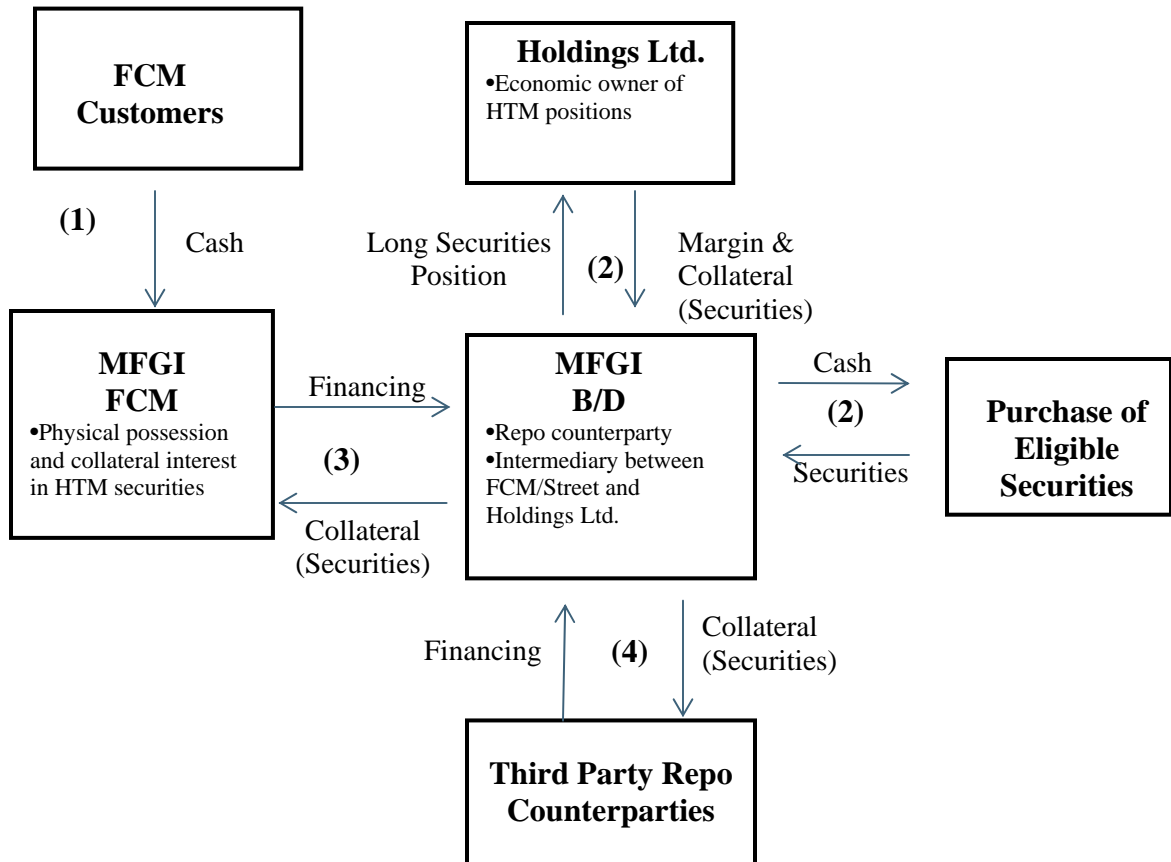 FCM
Customers
Holdings Ltd.
•Economic owner of
HTM positions
(1)
Cash
Long Securities
Position
(2)
Margin &
Collateral
(Securities)
MFGI
FCM
•Physical possession
and collateral interest
in HTM securities
Financing
(3)
Collateral
(Securities)
MFGI
B/D
•Repo counterparty
•Intermediary between
FCM/Street and
Holdings Ltd.
Cash
(2)
Securities
Purchase of
Eligible
Securities
Financing
(4)
Collateral
(Securities)
Third Party Repo
Counterparties